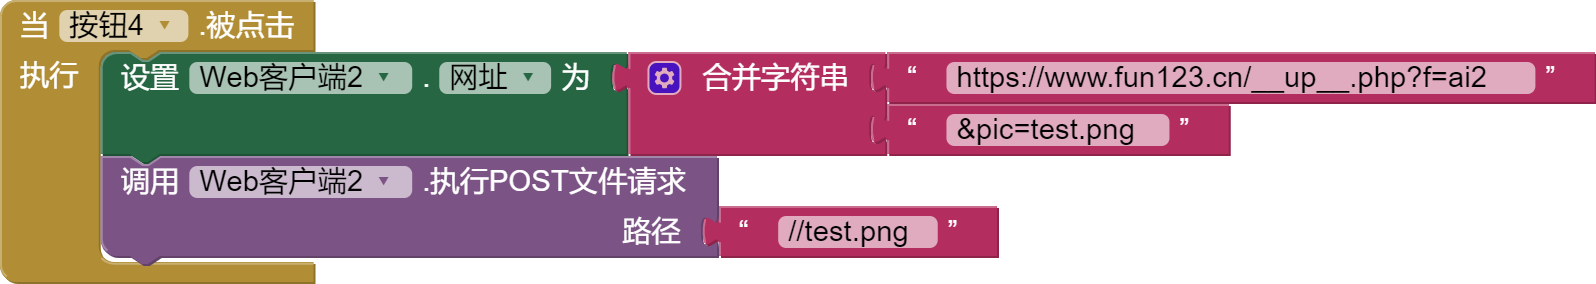 当 按钮4 .被点击
执行 设置 Web客户端2 . 网址 为 合并字符串 “ https://www.fun123.cn/__up__.php?f=ai2 ”
“ &pic=test.png ”
调用 Web客户端2 .执行POST文件请求
路径 “ //test.png ”